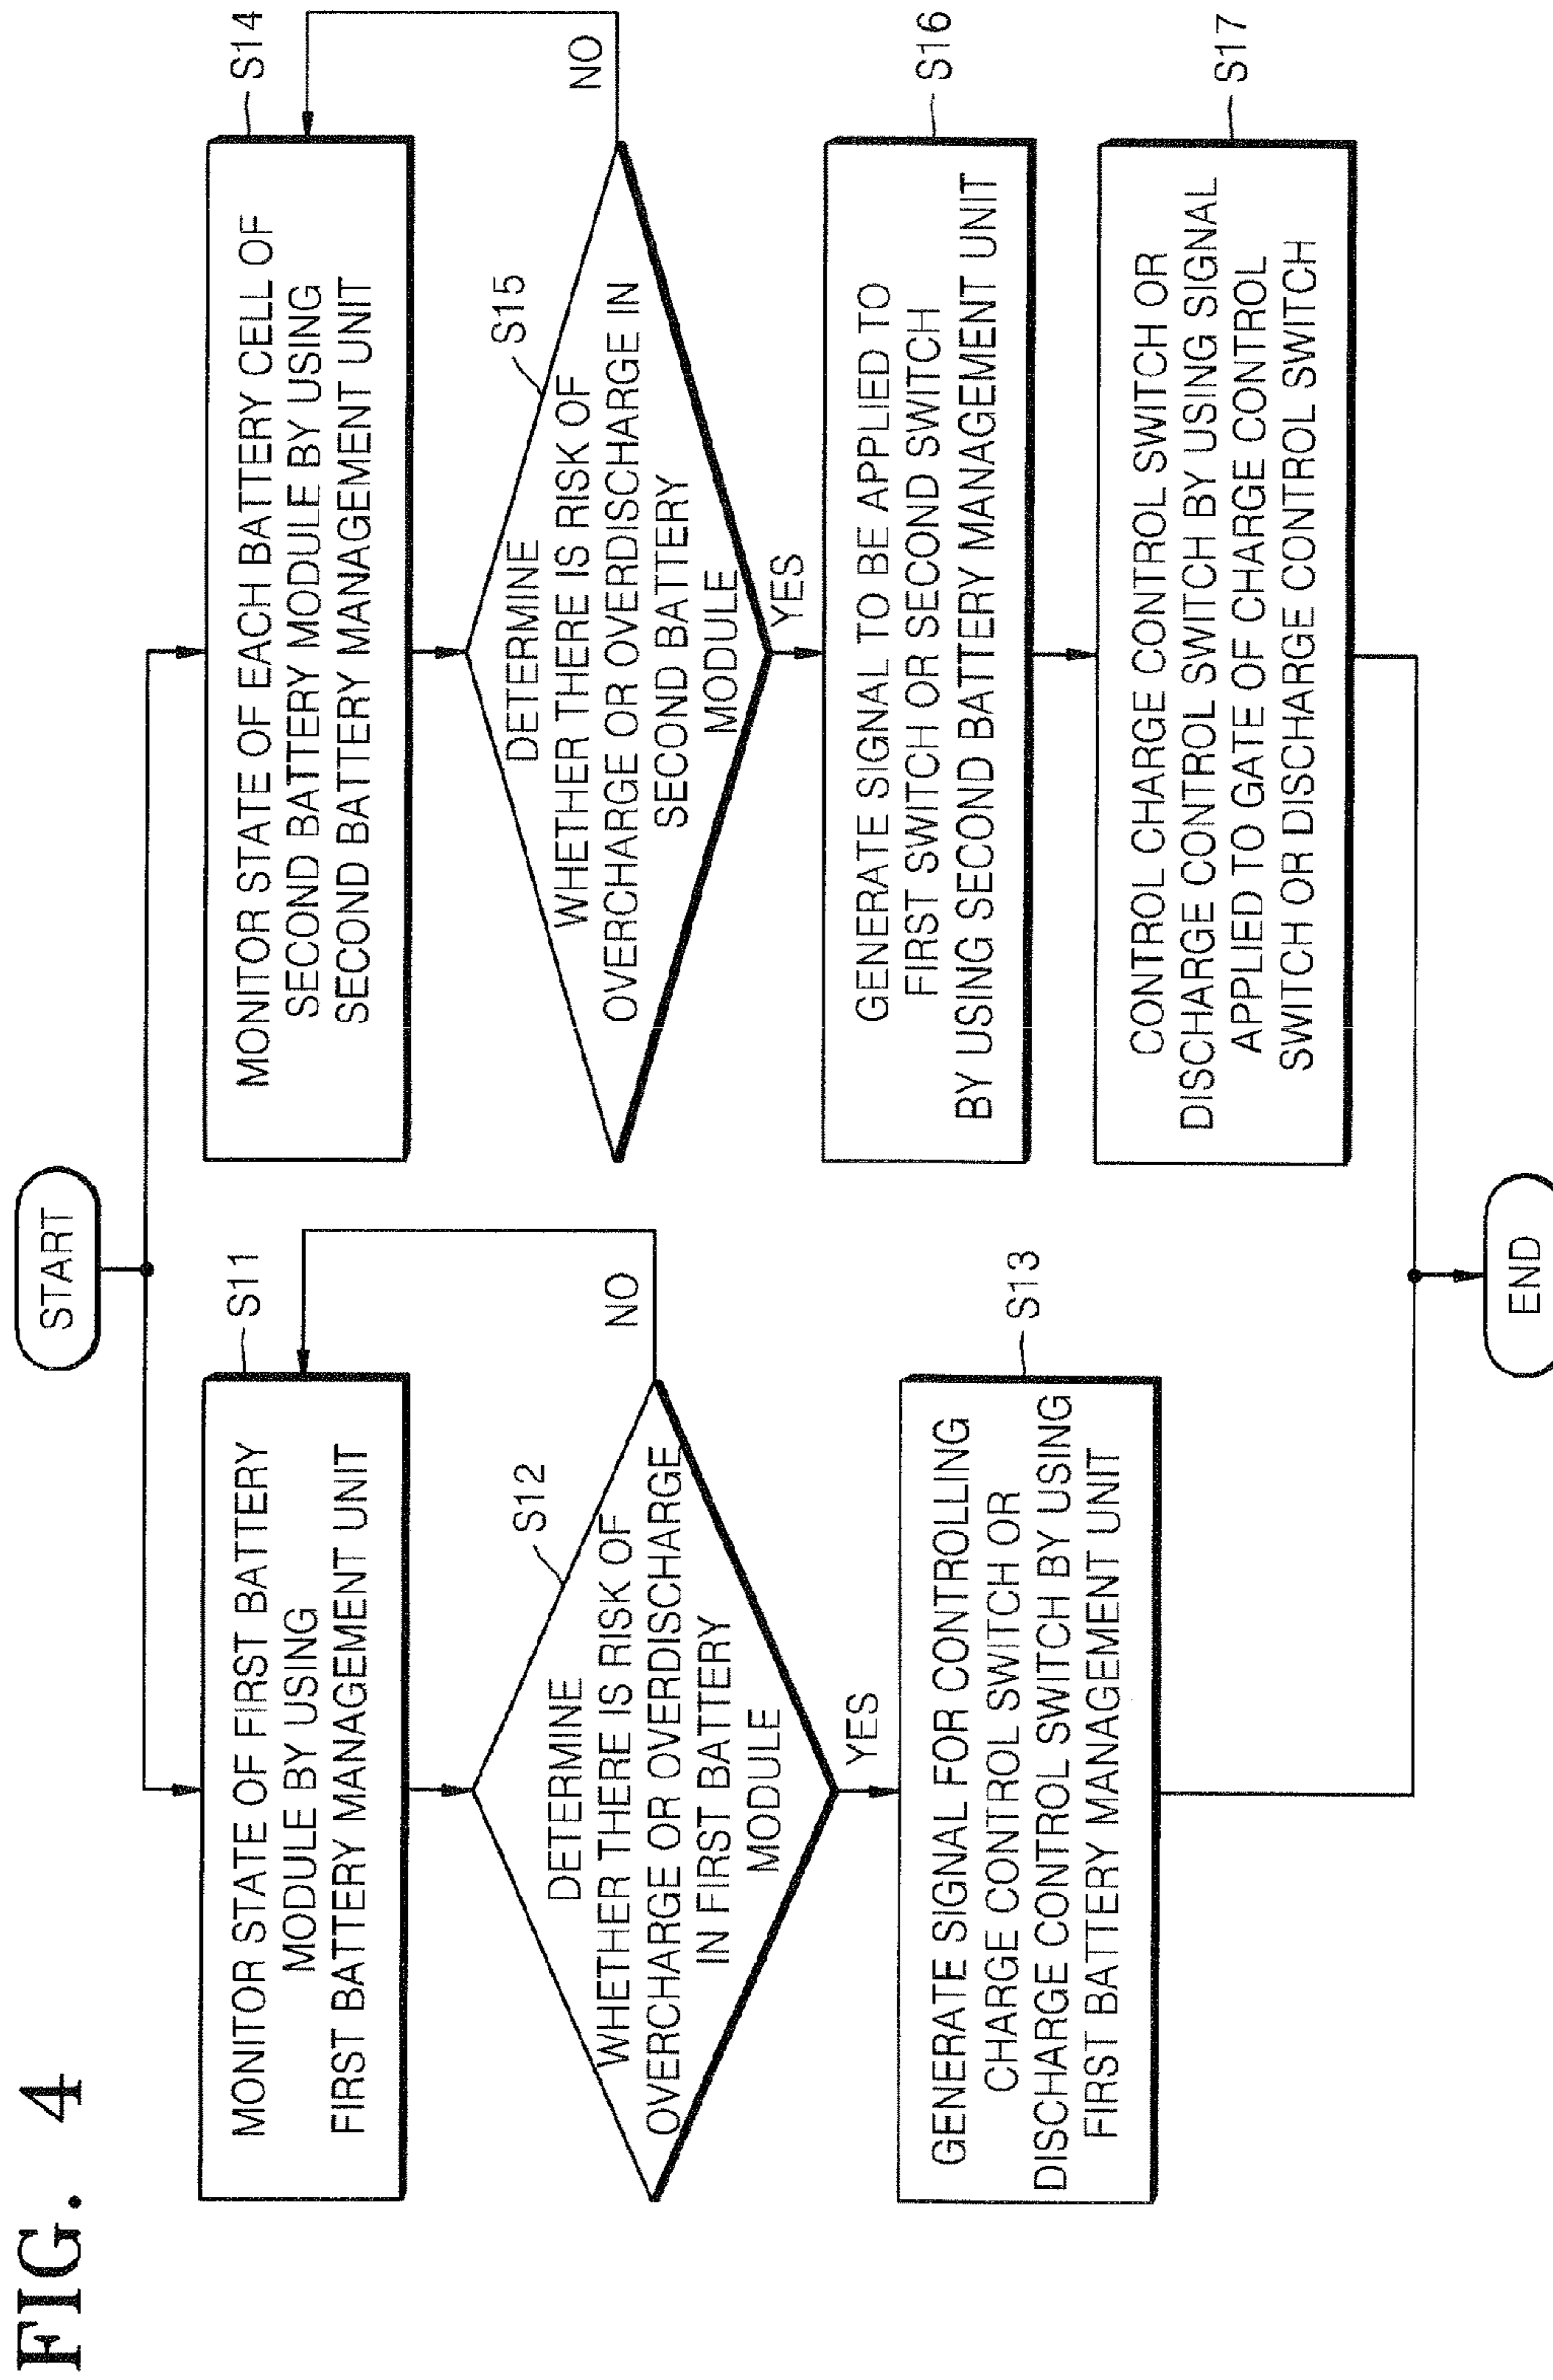 FIG. 4
START
MONITOR STATE OF FIRST BATTERY
MODULE BY USING
FIRST BATTERY MANAGEMENT UNIT
S11
DETERMINE
WHETHER THERE IS RISK OF
OVERCHARGE OR OVERDISCHARGE
IN FIRST BATTERY
MODULE
S12
NO
YES
GENERATE SIGNAL FOR CONTROLLING
CHARGE CONTROL SWITCH OR
DISCHARGE CONTROL SWITCH BY USING
FIRST BATTERY MANAGEMENT UNIT
S13
MONITOR STATE OF EACH BATTERY CELL OF
SECOND BATTERY MODULE BY USING
SECOND BATTERY MANAGEMENT UNIT
S14
DETERMINE
WHETHER THERE IS RISK OF
OVERCHARGE OR OVERDISCHARGE IN
SECOND BATTERY
MODULE
S15
NO
YES
GENERATE SIGNAL TO BE APPLIED TO
FIRST SWITCH OR SECOND SWITCH
BY USING SECOND BATTERY MANAGEMENT UNIT
S16
CONTROL CHARGE CONTROL SWITCH OR
DISCHARGE CONTROL SWITCH BY USING SIGNAL
APPLIED TO GATE OF CHARGE CONTROL
SWITCH OR DISCHARGE CONTROL SWITCH
S17
END